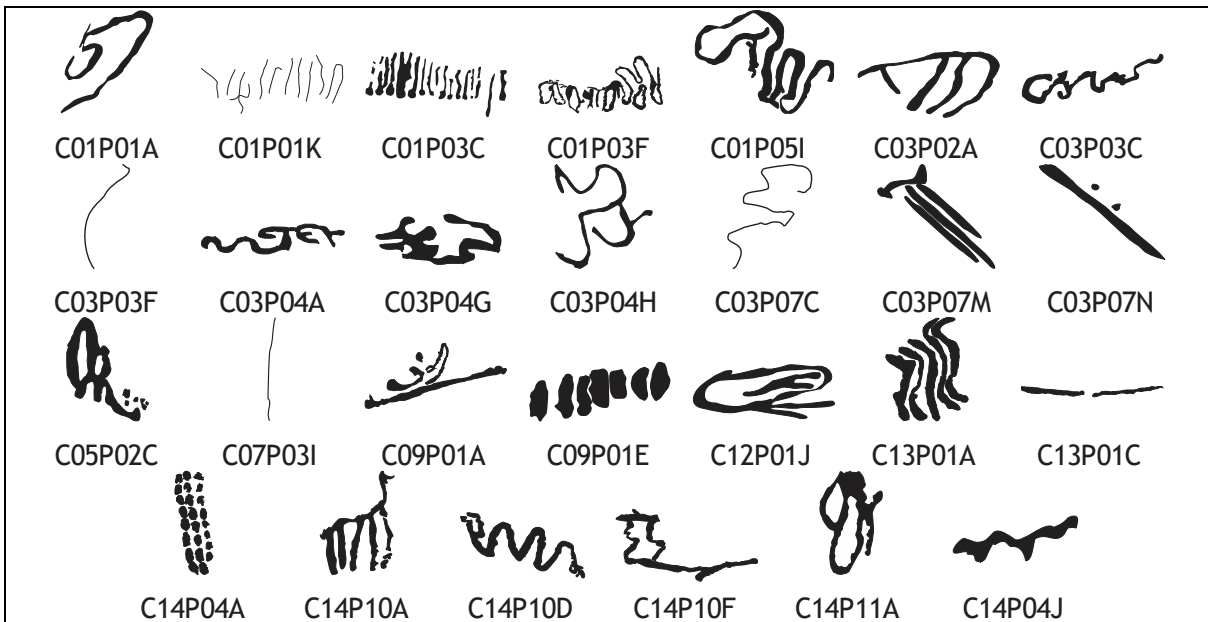 C01P01A C01P01K C01P03C C01P03F C01P05I C03P02A C03P03C
C03P03F C03P04A C03P04G C03P04H C03P07C C03P07M C03P07N
C05P02C C07P03I C09P01A C09P01E C12P01J C13P01A C13P01C
C14P04A C14P10A C14P10D C14P10F C14P11A C14P04J